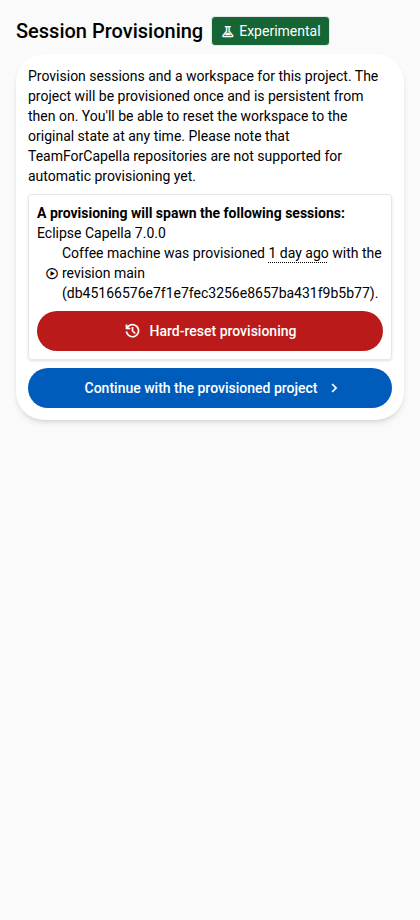 Session Provisioning
Experimental
Provision sessions and a workspace for this project. The
project will be provisioned once and is persistent from
then on. You'll be able to reset the workspace to the
original state at any time. Please note that
TeamForCapella repositories are not supported for
automatic provisioning yet.
A provisioning will spawn the following sessions:
Eclipse Capella 7.0.0
Coffee machine was provisioned 1 day ago with the
revision main
(db45166576e7f1e7fec3256e8657ba431f9b5b77).
Hard-reset provisioning
Continue with the provisioned project